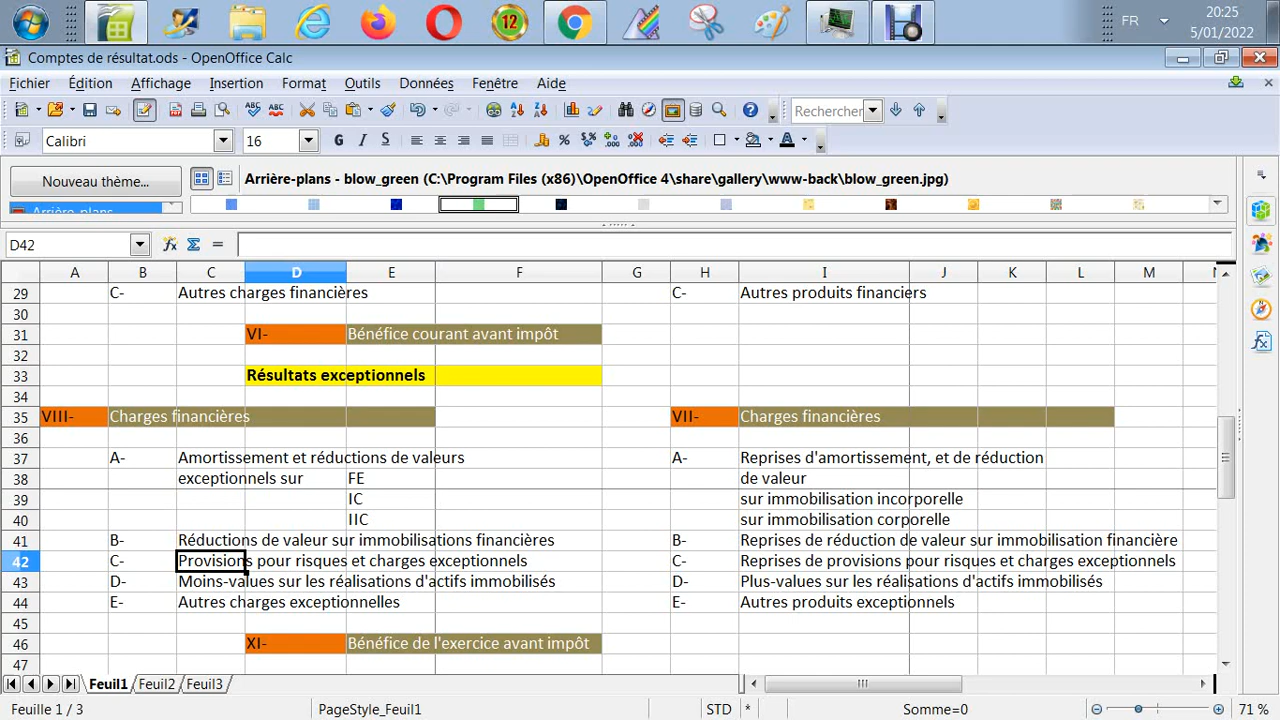 FR
20:25
5/01/2022
12
Comptes de résultat.ods - OpenOffice Calc
Fichier Édition Affichage Insertion Format Outils Données Fenêtre Aide
Rechercher
Calibri 16 G I S
Nouveau thème... Arrière-plans - blow_green (C:\Program Files (x86)\OpenOffice 4\share\gallery\www-back\blow_green.jpg)
Arrière-plans
D42
A B C D E F G H I J K L M N
29 C- Autres charges financières C- Autres produits financiers
30
31 VI- Bénéfice courant avant impôt
32
33 Résultats exceptionnels
34
35 VIII- Charges financières VII- Charges financières
36
37 A- Amortissement et réductions de valeurs A- Reprises d'amortissement, et de réduction
38 exceptionnels sur FE de valeur
39 IC sur immobilisation incorporelle
40 IIC sur immobilisation corporelle
41 B- Réductions de valeur sur immobilisations financières B- Reprises de réduction de valeur sur immobilisation financière
42 C- Provisions pour risques et charges exceptionnels C- Reprises de provisions pour risques et charges exceptionnels
43 D- Moins-values sur les réalisations d'actifs immobilisés D- Plus-values sur les réalisations d'actifs immobilisés
44 E- Autres charges exceptionnelles E- Autres produits exceptionnels
45
46 XI- Bénéfice de l'exercice avant impôt
47
Feuil1 Feuil2 Feuil3
Feuille 1 / 3 PageStyle_Feuil1 STD * Somme=0 71 %